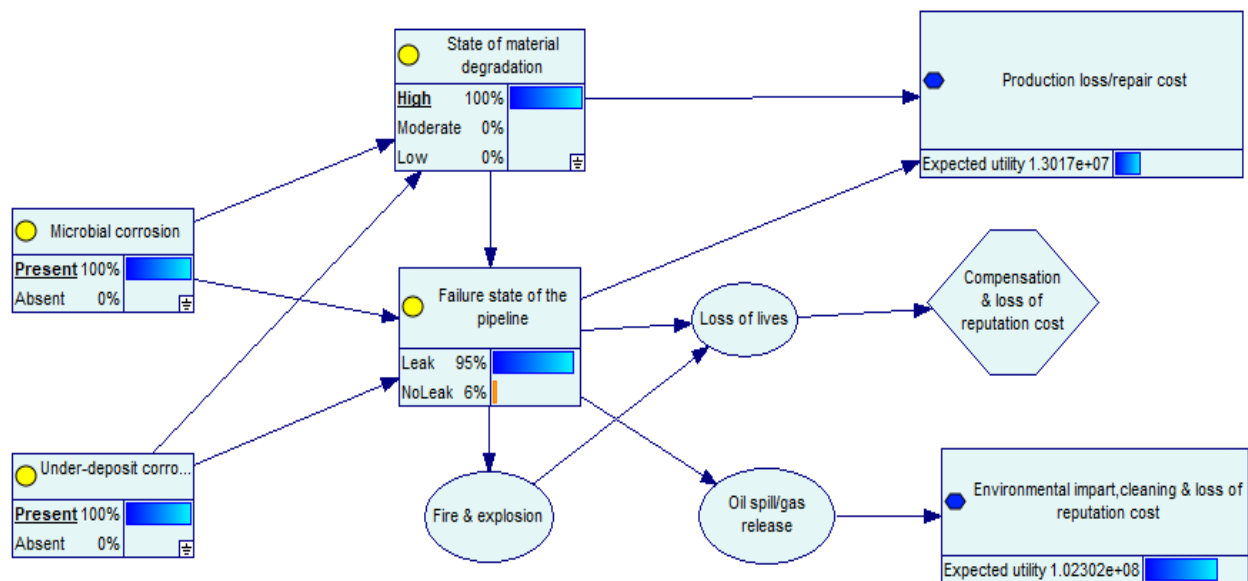 State of material
degradation
High 100%
Moderate 0%
Low 0%
Production loss/repair cost
Expected utility 1.3017e+07
Microbial corrosion
Present 100%
Absent 0%
Failure state of the
pipeline
Leak 95%
NoLeak 6%
Loss of lives
Compensation
& loss of
reputation cost
Under-deposit corro...
Present 100%
Absent 0%
Fire & explosion
Oil spill/gas
release
Environmental impart,cleaning & loss of
reputation cost
Expected utility 1.02302e+08